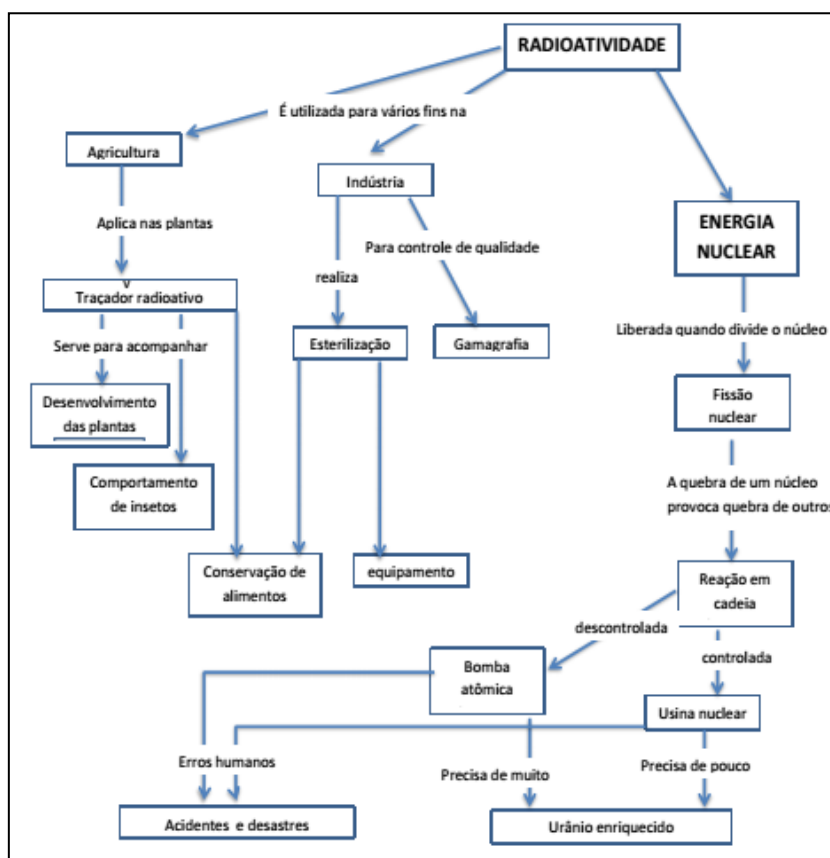 RADIOATIVIDADE
É utilizada para vários fins na
Agricultura
Indústria
Aplica nas plantas
Para controle de qualidade
ENERGIA
NUCLEAR
realiza
Traçador radioativo
Liberada quando divide o núcleo
Serve para acompanhar
Esterilização
Gamagrafia
Desenvolvimento
das plantas
Fissão
nuclear
Comportamento
de insetos
A quebra de um núcleo
provoca quebra de outros
Conservação de
alimentos
equipamento
Reação em
cadeia
descontrolada
controlada
Bomba
atômica
Usina nuclear
Erros humanos
Precisa de muito
Precisa de pouco
Acidentes e desastres
Urânio enriquecido